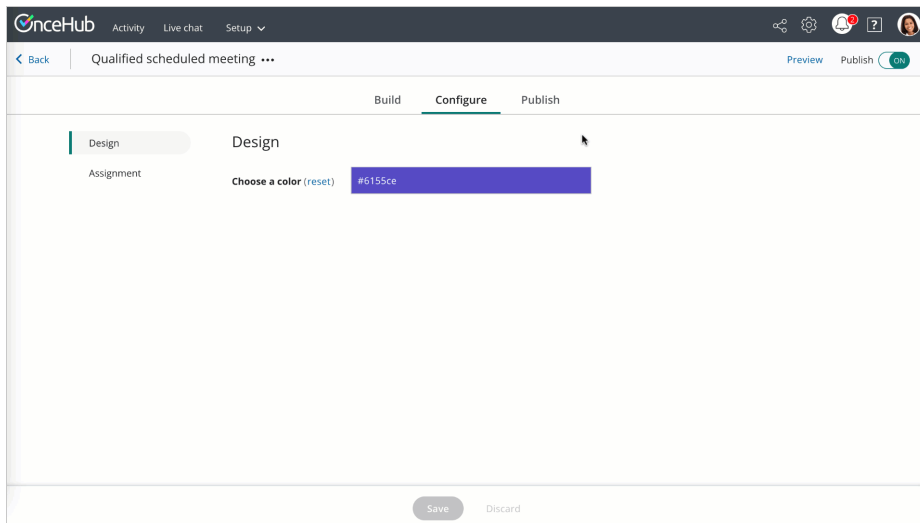 OnceHub Activity Live chat Setup 2 ?
Back Qualified scheduled meeting ••• Preview Publish ON
Build Configure Publish
Design Design
Assignment
Choose a color (reset) #6155ce
Save Discard